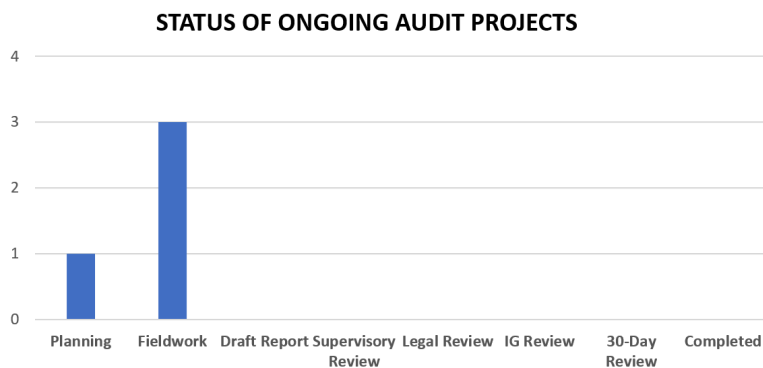 STATUS OF ONGOING AUDIT PROJECTS
4
3
2
1
0
Planning Fieldwork Draft Report Supervisory Legal Review IG Review 30-Day Completed
Review Review